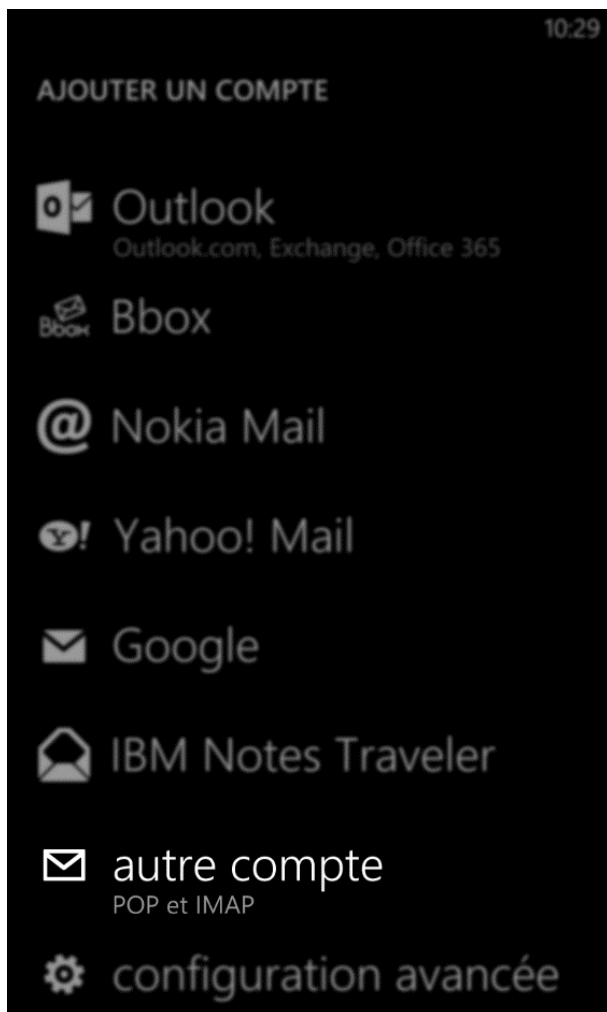 10:29
AJOUTER UN COMPTE
Outlook
Outlook.com, Exchange, Office 365
Bbox
Bbox
Nokia Mail
Yahoo! Mail
Google
IBM Notes Traveler
autre compte
POP et IMAP
configuration avancée